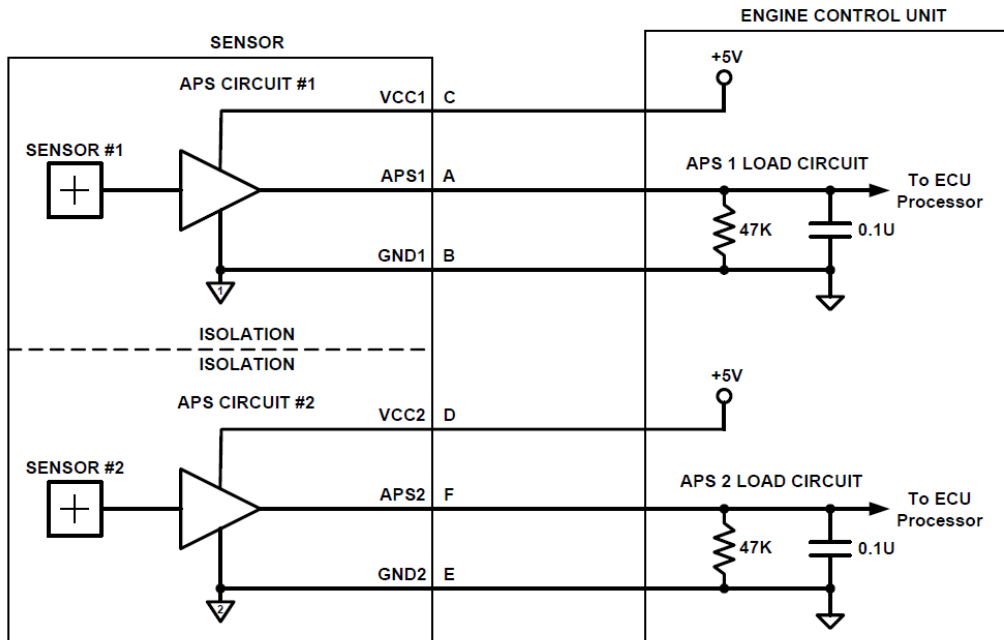 ENGINE CONTROL UNIT
SENSOR
+5V
APS CIRCUIT #1
VCC1 C
SENSOR #1
APS 1 LOAD CIRCUIT
APS1 A
To ECU
Processor
47K
0.1U
GND1 B
1
ISOLATION
ISOLATION
+5V
APS CIRCUIT #2
VCC2 D
SENSOR #2
APS 2 LOAD CIRCUIT
APS2 F
To ECU
Processor
47K
0.1U
GND2 E
2